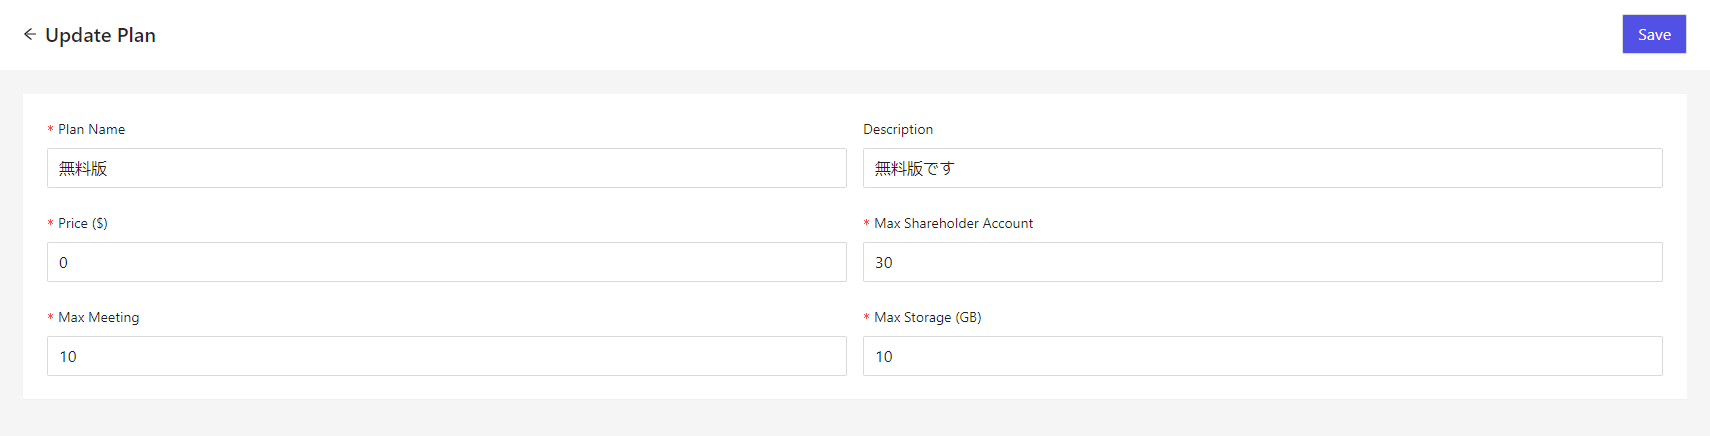 Update Plan
Save
* Plan Name
Description
無料版
無料版です
* Price ($)
* Max Shareholder Account
0
30
* Max Meeting
* Max Storage (GB)
10
10